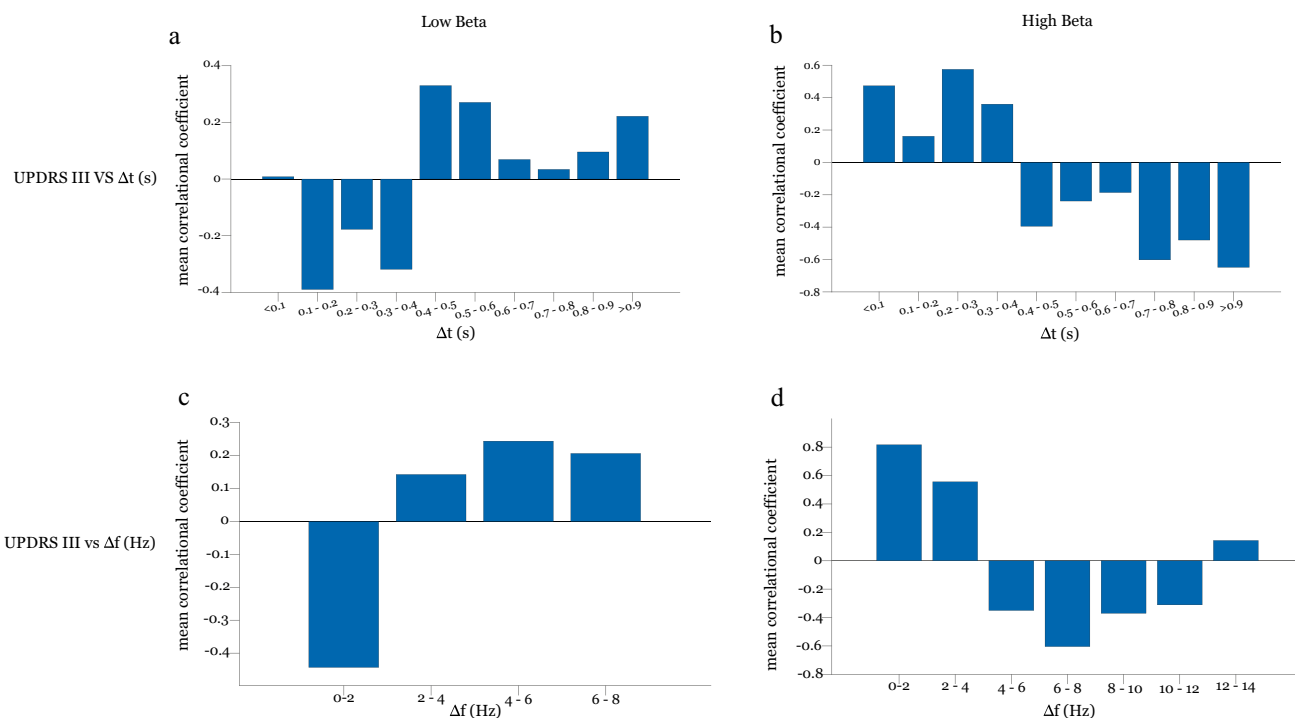 Low Beta
High Beta
a
b
UPDRS III VS Δt (s)
mean correlational coefficient
0.4
0.2
0
-0.2
-0.4
<0.1
0.1 - 0.2
0.2 - 0.3
0.3 - 0.4
0.4 - 0.5
0.5 - 0.6
0.6 - 0.7
0.7 - 0.8
0.8 - 0.9
>0.9
Δt (s)
mean correlational coefficient
0.6
0.4
0.2
0
-0.2
-0.4
-0.6
-0.8
<0.1
0.1 - 0.2
0.2 - 0.3
0.3 - 0.4
0.4 - 0.5
0.5 - 0.6
0.6 - 0.7
0.7 - 0.8
0.8 - 0.9
>0.9
Δt (s)
c
d
UPDRS III vs Δf (Hz)
mean correlational coefficient
0.3
0.2
0.1
0
-0.1
-0.2
-0.3
-0.4
0-2
2 - 4
4 - 6
6 - 8
Δf (Hz)
mean correlational coefficient
0.8
0.6
0.4
0.2
0
-0.2
-0.4
-0.6
-0.8
0-2
2 - 4
4 - 6
6 - 8
8 - 10
10 - 12
12 - 14
Δf (Hz)